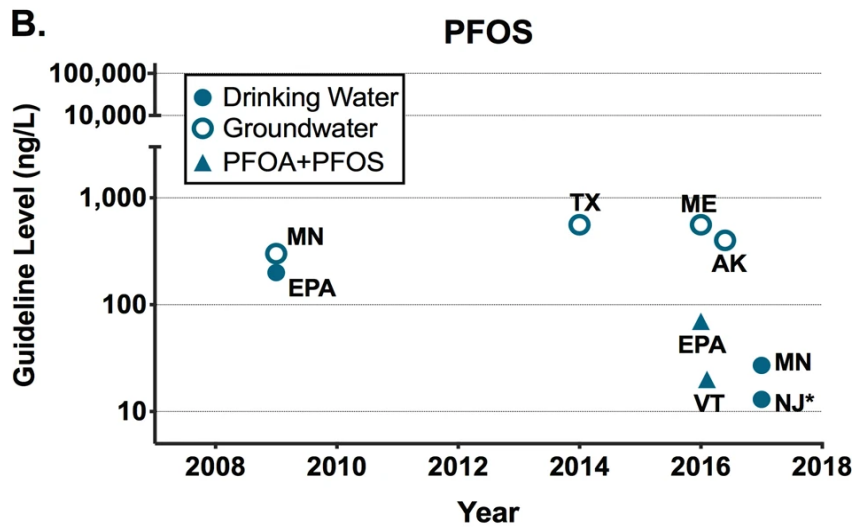 B.
PFOS
Guideline Level (ng/L)
100,000
10,000
1,000
100
10
Drinking Water
Groundwater
PFOA+PFOS
MN
EPA
TX
ME
AK
EPA
VT
MN
NJ*
2008 2010 2012 2014 2016 2018
Year